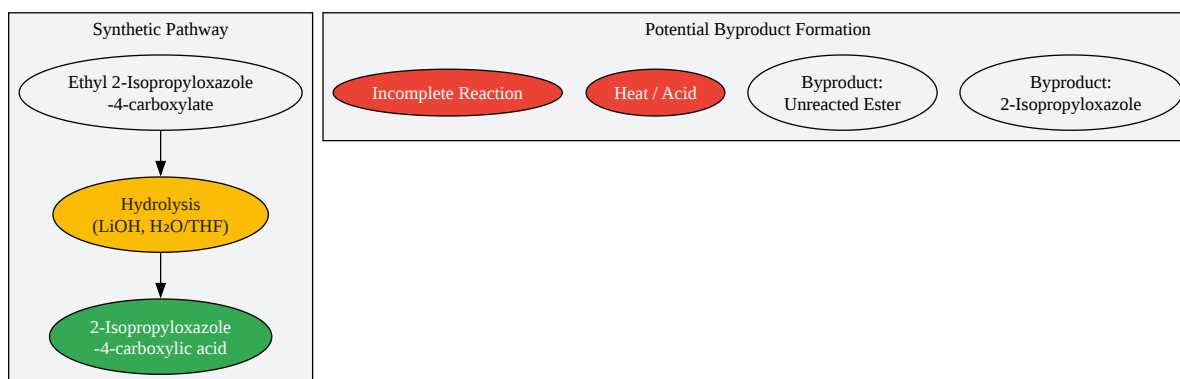 Synthetic Pathway
Ethyl 2-Isopropyloxazole
-4-carboxylate
Hydrolysis
(LiOH, H₂O/THF)
2-Isopropyloxazole
-4-carboxylic acid
Potential Byproduct Formation
Incomplete Reaction
Heat / Acid
Byproduct:
Unreacted Ester
Byproduct:
2-Isopropyloxazole